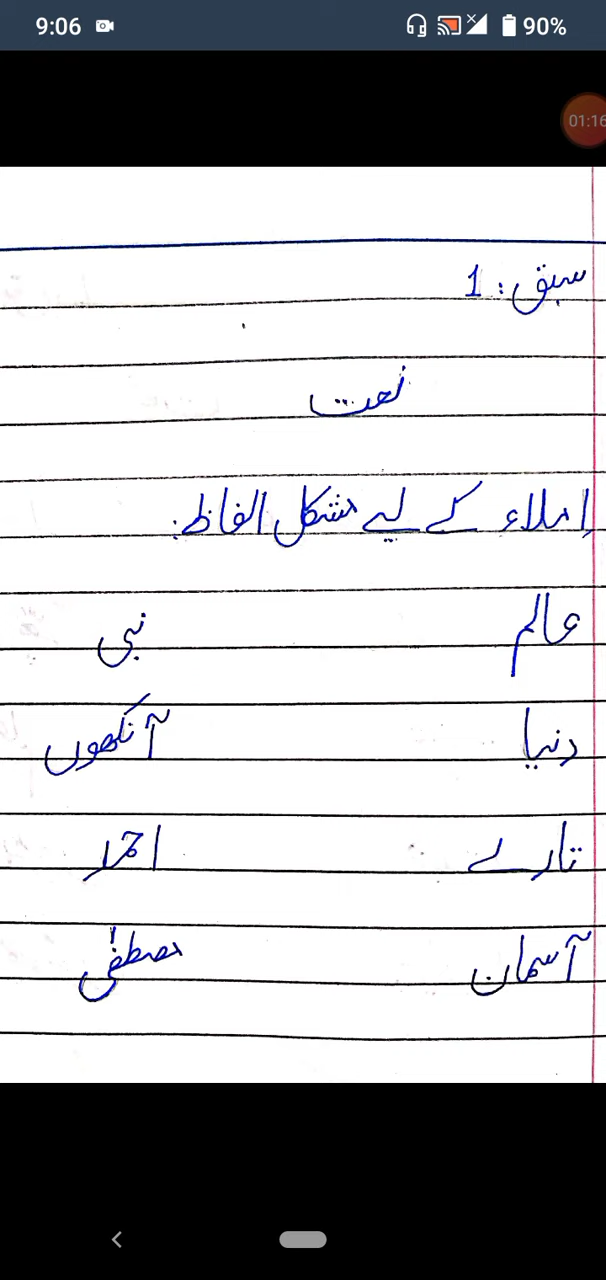 9:06 90%
01:16
سبق: 1
نعت
إملاء کے لیے مشکل الفاظ:
عالم نبی
دنیا آنکھوں
تارے احمد
آسمان مصطفیٰ